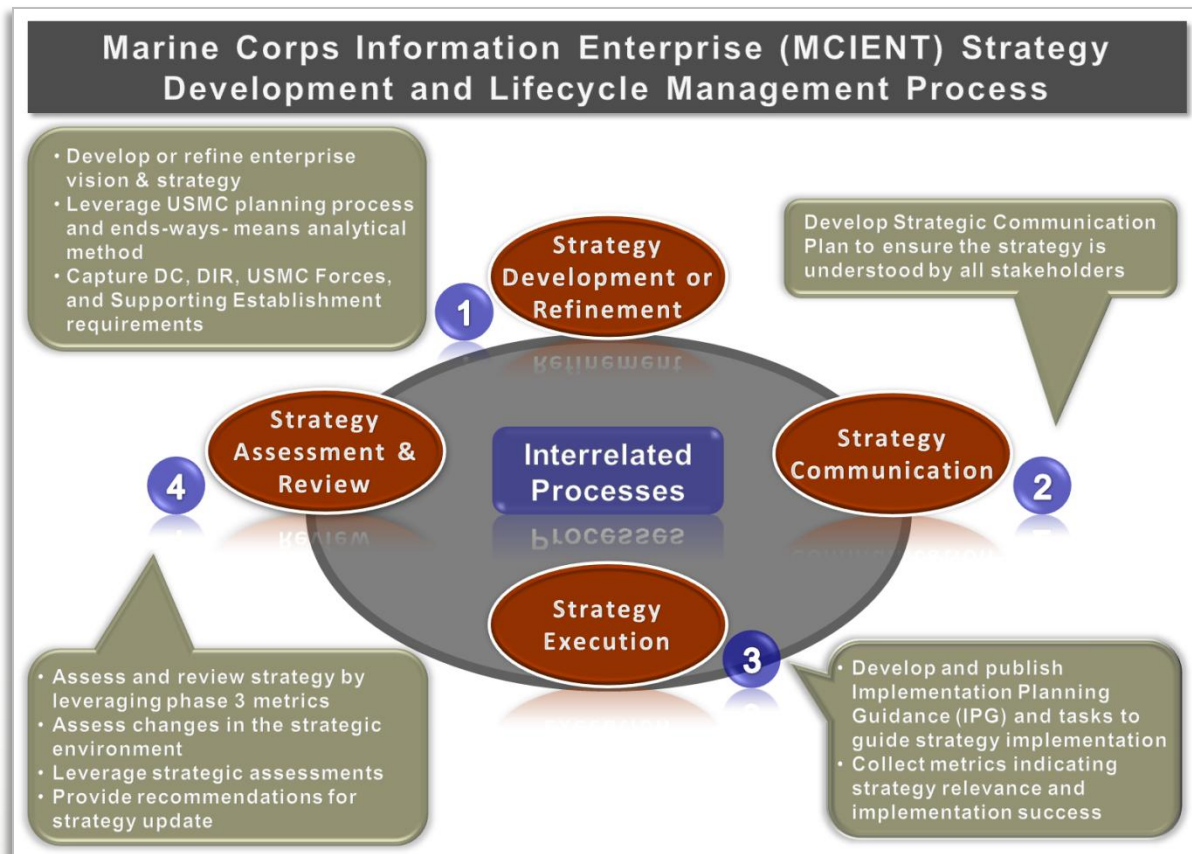 Marine Corps Information Enterprise (MCIENT) Strategy
Development and Lifecycle Management Process
• Develop or refine enterprise
vision & strategy
• Leverage USMC planning process
and ends-ways- means analytical
method
• Capture DC, DIR, USMC Forces,
and Supporting Establishment
requirements
1
Strategy
Development or
Refinement
Develop Strategic Communication
Plan to ensure the strategy is
understood by all stakeholders
Strategy
Assessment &
Review
4
Interrelated
Processes
Strategy
Communication
2
Strategy
Execution
3
• Assess and review strategy by
leveraging phase 3 metrics
• Assess changes in the strategic
environment
• Leverage strategic assessments
• Provide recommendations for
strategy update
• Develop and publish
Implementation Planning
Guidance (IPG) and tasks to
guide strategy implementation
• Collect metrics indicating
strategy relevance and
implementation success